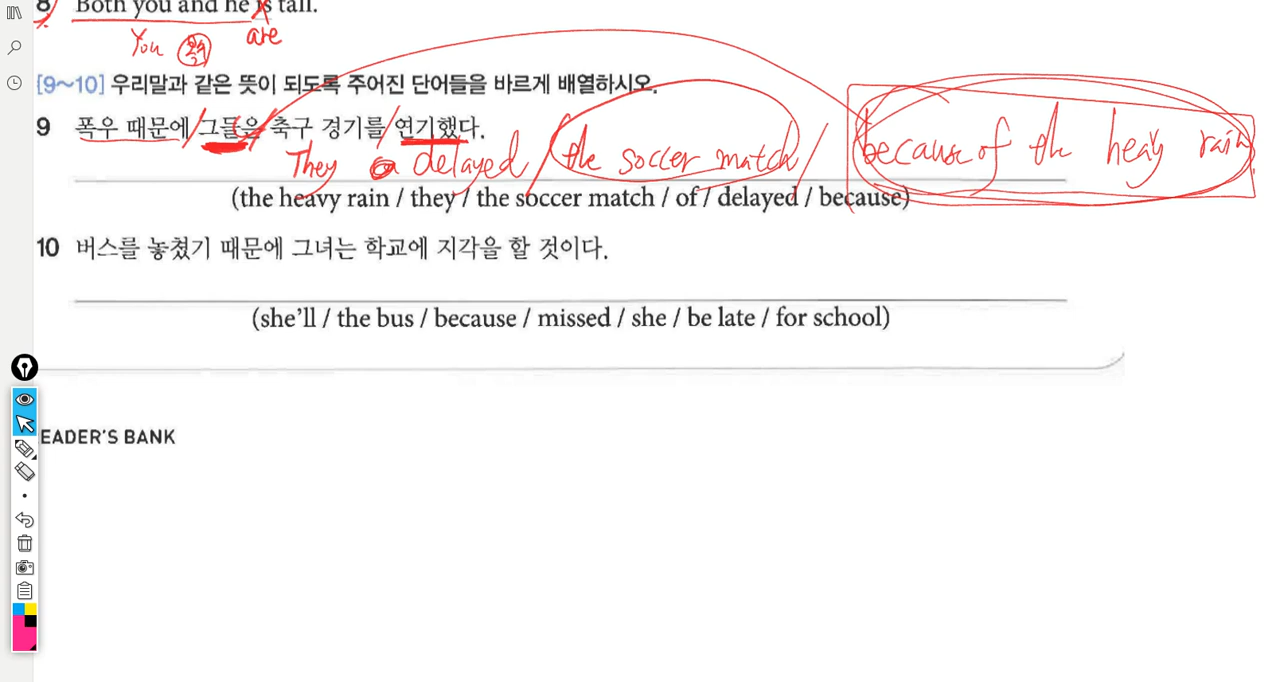 8 Both you and he is tall.
You 복수 are
[9~10] 우리말과 같은 뜻이 되도록 주어진 단어들을 바르게 배열하시오.
9 폭우 때문에/그들은/축구 경기를/연기했다.
They delayed/the soccer match/because of the heavy rain
(the heavy rain / they / the soccer match / of / delayed / because)
10 버스를 놓쳤기 때문에 그녀는 학교에 지각을 할 것이다.
(she'll / the bus / because / missed / she / be late / for school)
EADER'S BANK